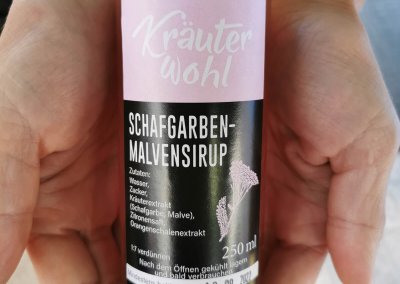 Kräuter
wohl
SCHAFGARBEN-
MALVENSIRUP
Zutaten:
Wasser,
Zucker,
Kräuterextrakt
(Schafgarbe, Malve),
Zitronensaft,
Orangenschalenextrakt
1:7 verdünnen
250 ml
Nach dem Öffnen gekühlt lagern
und bald verbrauchen